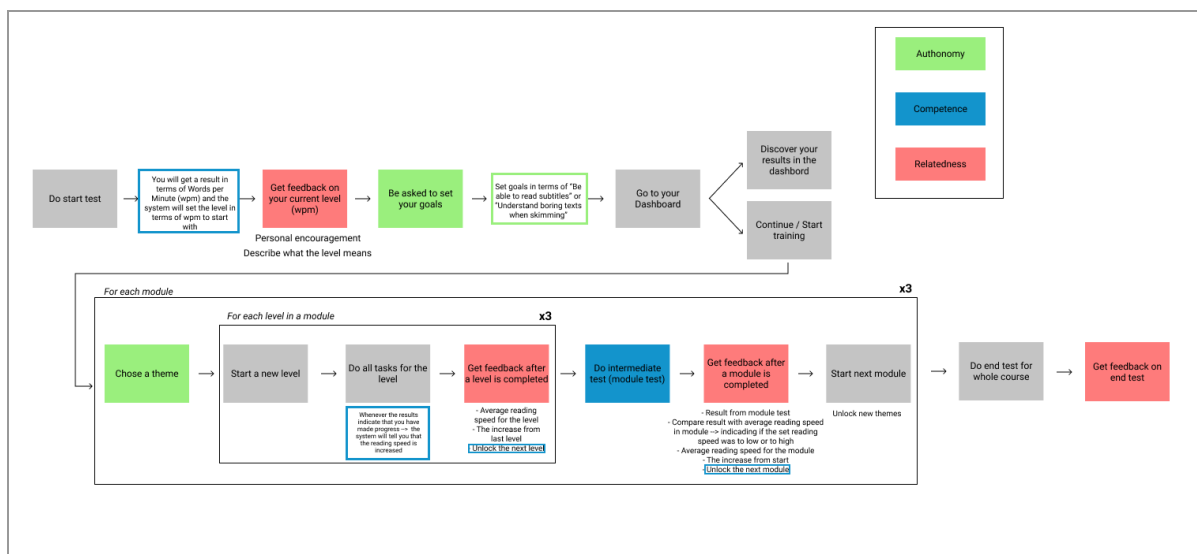 Authonomy
Competence
Relatedness
Do start test
You will get a result in
terms of Words per
Minute (wpm) and the
system will set the level in
terms of wpm to start
with
Get feedback on
your current level
(wpm)
Personal encouragement
Describe what the level means
Be asked to set
your goals
Set goals in terms of "Be
able to read subtitles" or
"Understand boring texts
when skimming"
Go to your
Dashboard
Discover your
results in the
dashbord
Continue / Start
training
For each module
x3
For each level in a module
x3
Chose a theme
Start a new level
Do all tasks for the
level
Whenever the results
indicate that you have
made progress --> the
system will tell you that
the reading speed is
increased
Get feedback after
a level is completed
- Average reading
speed for the level
- The increase from
last level
- Unlock the next level
Do intermediate
test (module test)
Get feedback after
a module is
completed
- Result from module test
- Compare result with average reading speed
in module --> indicading if the set reading
speed was to low or to high
- Average reading speed for the module
- The increase from start
- Unlock the next module
Start next module
Unlock new themes
Do end test for
whole course
Get feedback on
end test